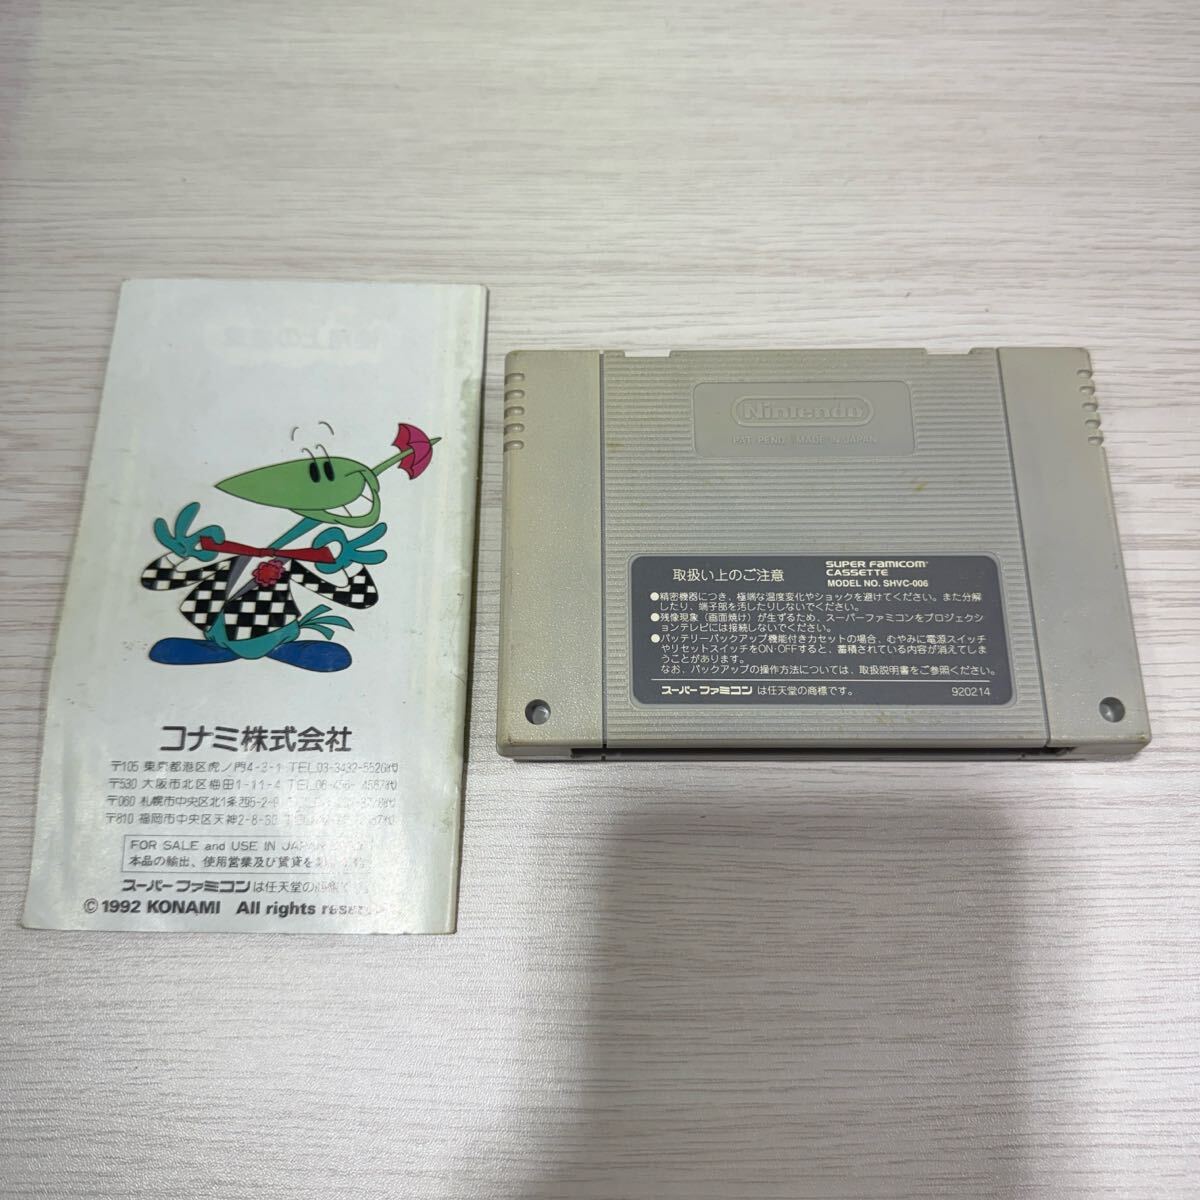 コナミ株式会社
〒105 東京都港区虎ノ門4-3-1 TEL03-3432-5526㈹
〒530 大阪市北区梅田1-11-4 TEL06-456-4567㈹
〒060 札幌市中央区北1条西5-2-9
〒810 福岡市中央区天神2-8-30
FOR SALE and USE IN JAPAN
本品の輸出、使用営業及び賃貸を
スーパーファミコンは任天堂の
©1992 KONAMI All rights
Nintendo
PAT. PEND. MADE IN JAPAN
取扱い上のご注意
SUPER FAMICOM
CASSETTE
MODEL NO. SHVC-006
●精密機器につき、極端な温度変化やショックを避けてください。また分解
したり、端子部を汚したりしないでください。
●残像現象（画面焼け）が生ずるため、スーパーファミコンをプロジェクシ
ョンテレビには接続しないでください。
●バッテリーバックアップ機能付きカセットの場合、むやみに電源スイッチ
やリセットスイッチをON・OFFすると、蓄積されている内容が消えてしま
うことがあります。
なお、バックアップの操作方法については、取扱説明書をご参照ください。
スーパーファミコンは任天堂の商標です。
920214